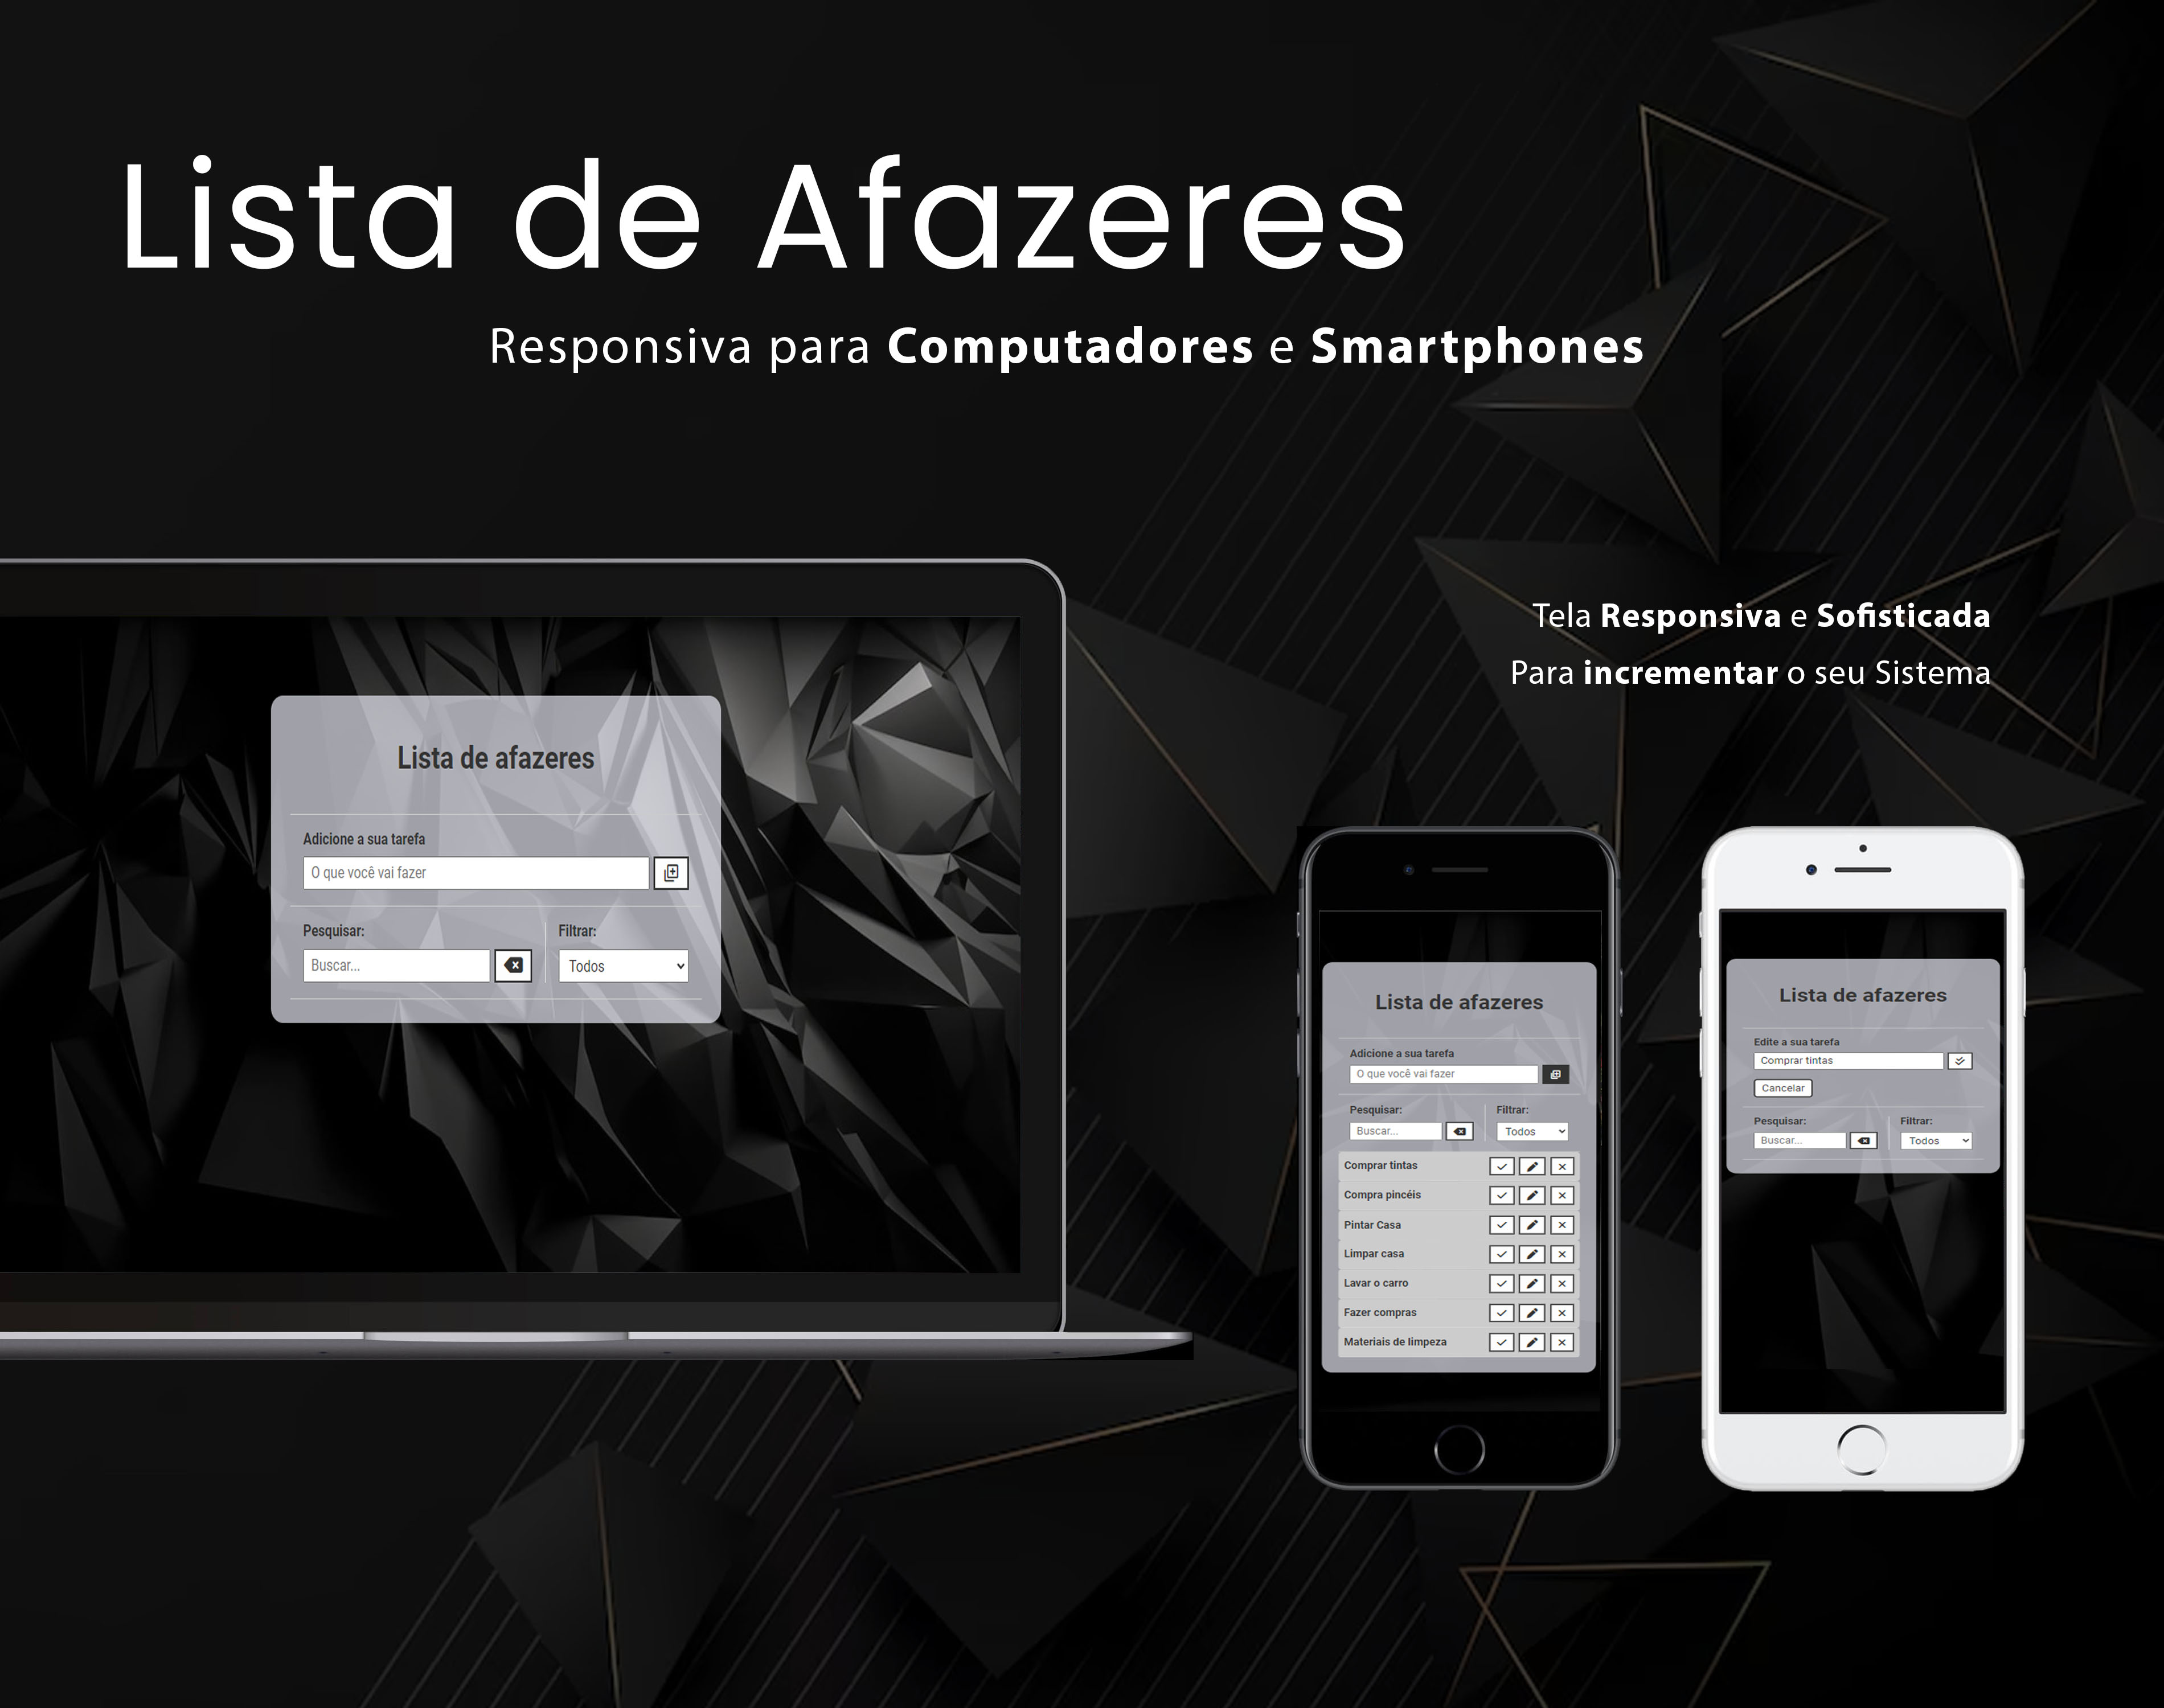 Lista de Afazeres
Responsiva para Computadores e Smartphones
Tela Responsiva e Sofisticada
Para incrementar o seu Sistema
Lista de afazeres
Adicione a sua tarefa
O que você vai fazer
Pesquisar: Filtrar:
Buscar... Todos
Lista de afazeres
Adicione a sua tarefa
O que você vai fazer
Pesquisar: Filtrar:
Buscar... Todos
Comprar tintas
Compra pincéis
Pintar Casa
Limpar casa
Lavar o carro
Fazer compras
Materiais de limpeza
Lista de afazeres
Edite a sua tarefa
Comprar tintas
Cancelar
Pesquisar: Filtrar:
Buscar... Todos